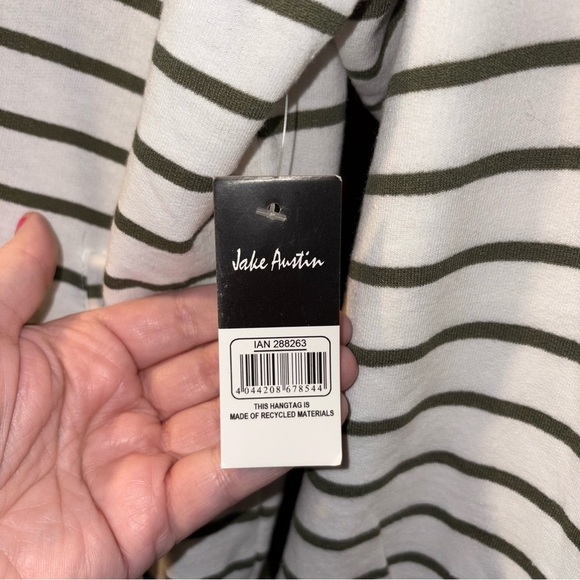 Jake Austin
IAN 288263
4 044208 678544
THIS HANGTAG IS
MADE OF RECYCLED MATERIALS